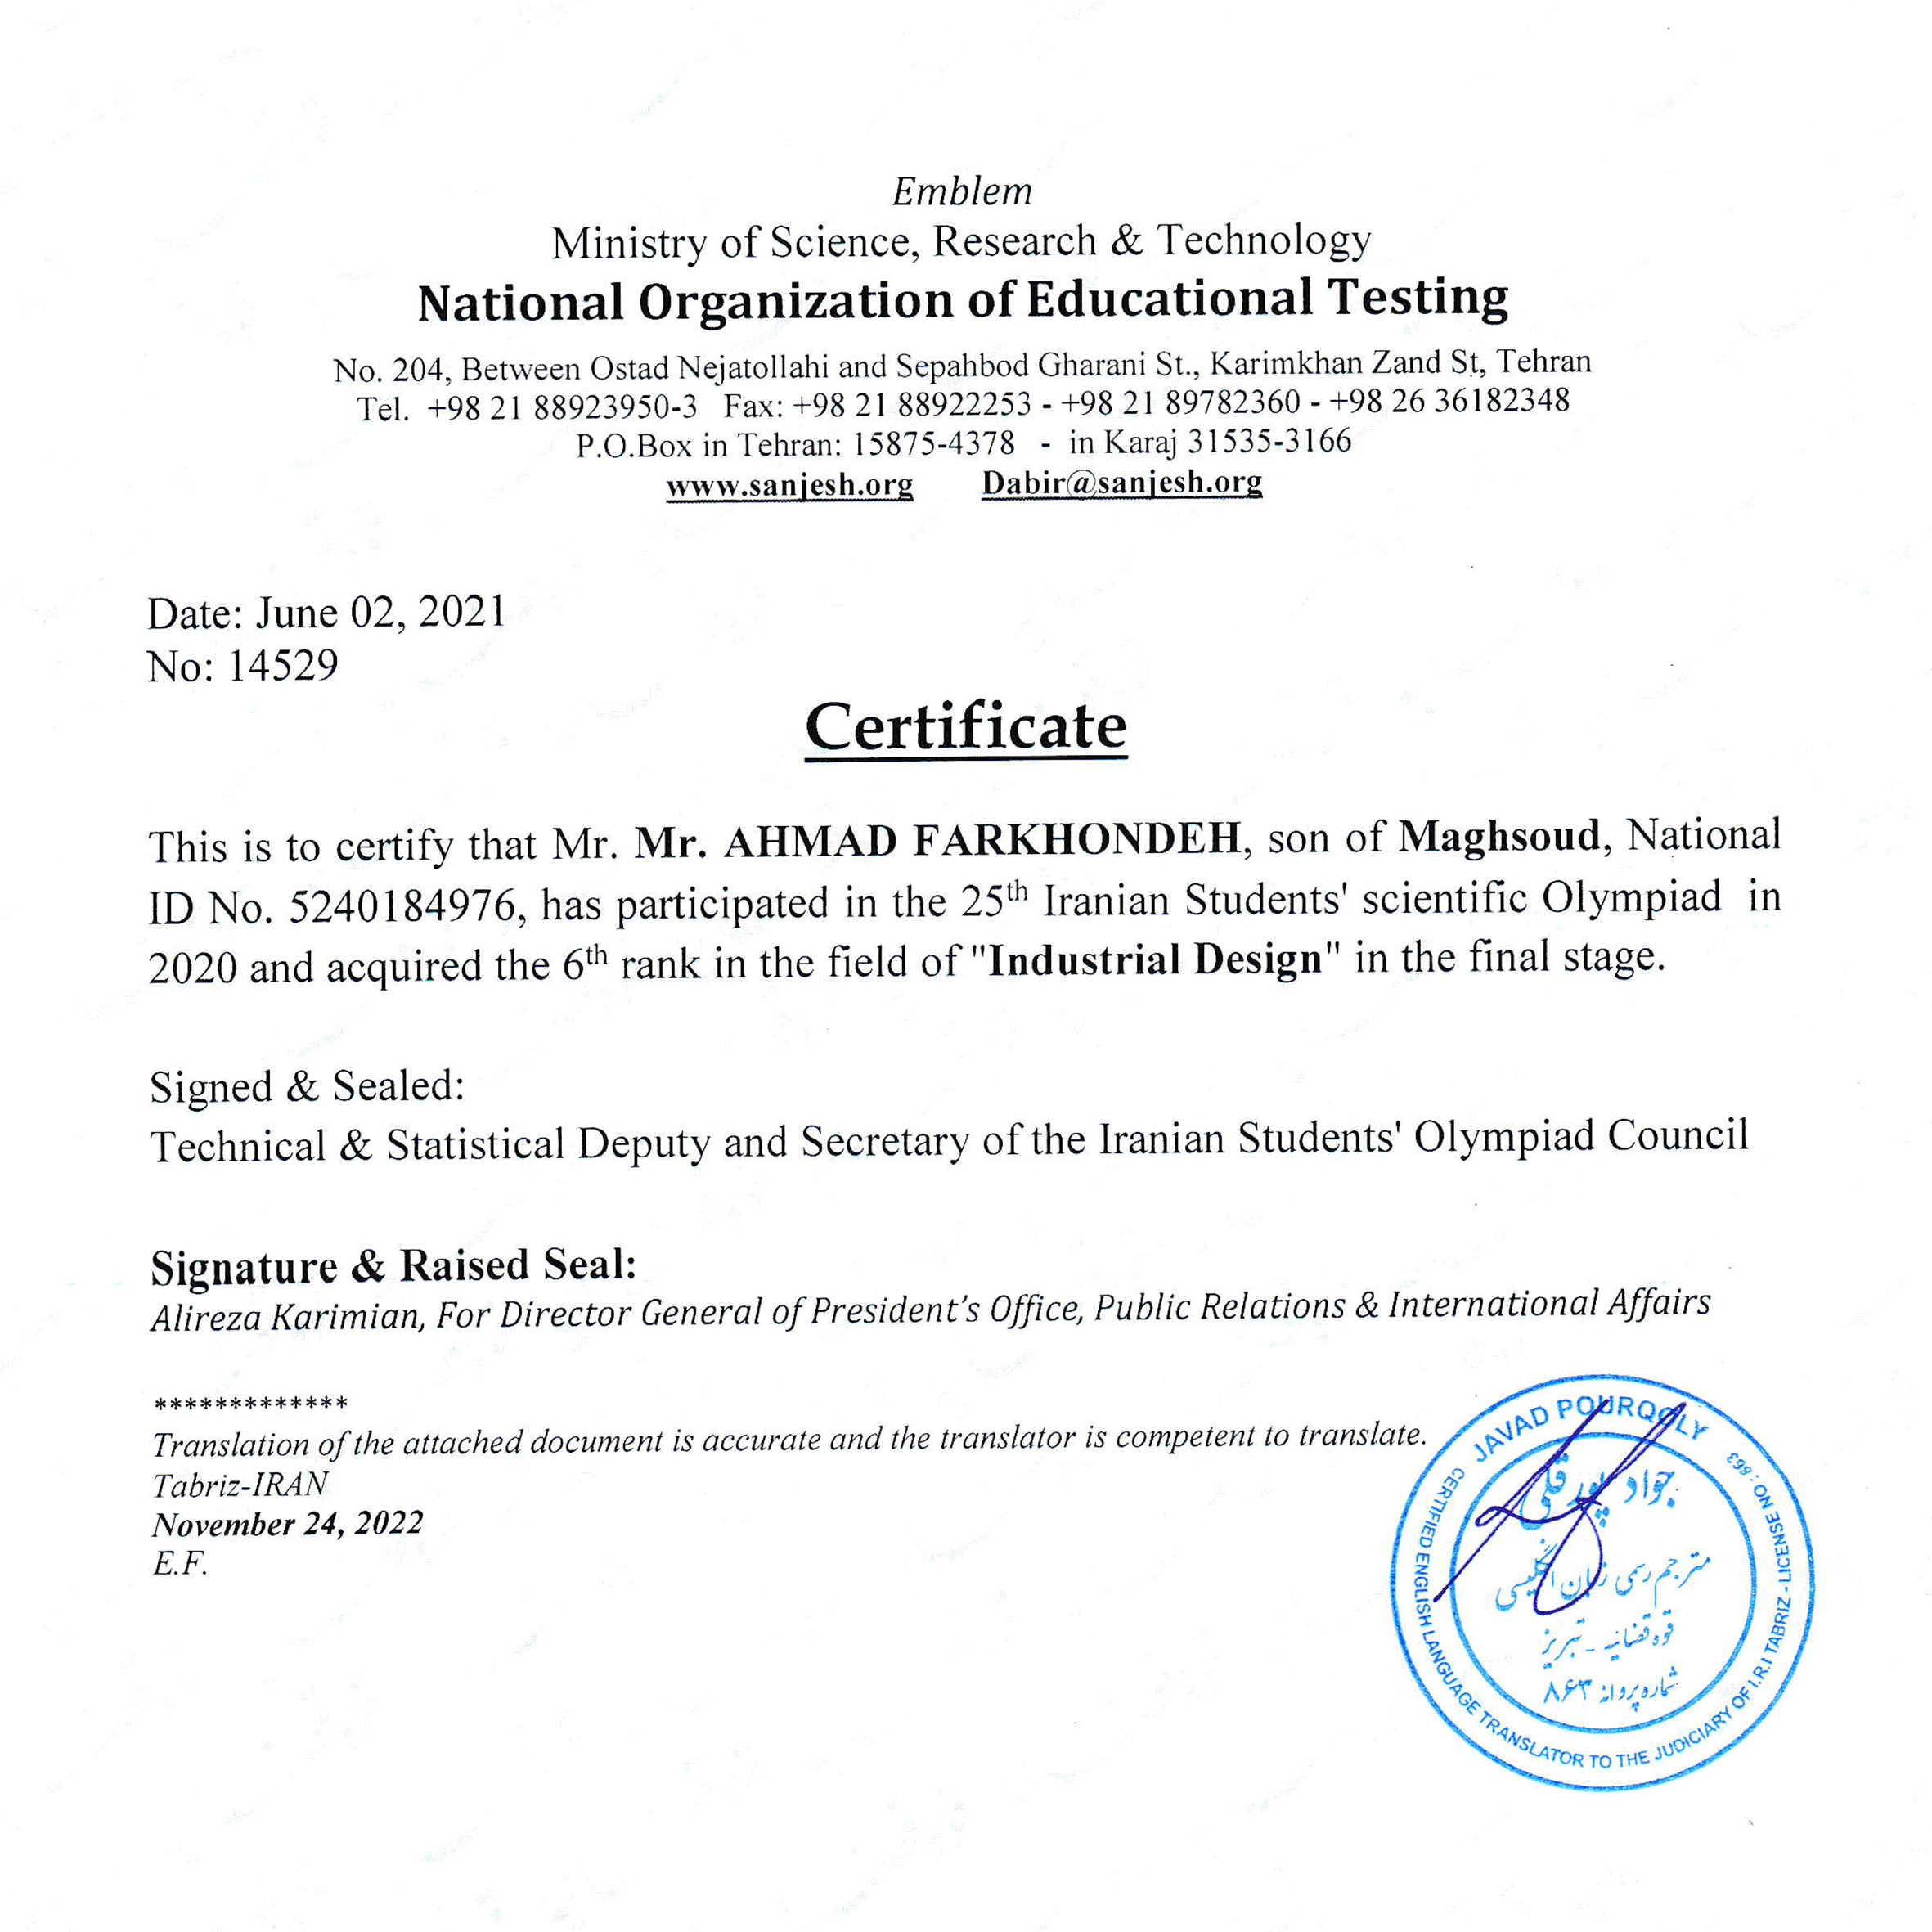 Emblem
Ministry of Science, Research & Technology
National Organization of Educational Testing
No. 204, Between Ostad Nejatollahi and Sepahbod Gharani St., Karimkhan Zand St, Tehran
Tel. +98 21 88923950-3 Fax: +98 21 88922253 - +98 21 89782360 - +98 26 36182348
P.O.Box in Tehran: 15875-4378 - in Karaj 31535-3166
www.sanjesh.org Dabir@sanjesh.org
Date: June 02, 2021
No: 14529
Certificate
This is to certify that Mr. Mr. AHMAD FARKHONDEH, son of Maghsoud, National
ID No. 5240184976, has participated in the 25th Iranian Students' scientific Olympiad in
2020 and acquired the 6th rank in the field of "Industrial Design" in the final stage.
Signed & Sealed:
Technical & Statistical Deputy and Secretary of the Iranian Students' Olympiad Council
Signature & Raised Seal:
Alireza Karimian, For Director General of President’s Office, Public Relations & International Affairs
*************
Translation of the attached document is accurate and the translator is competent to translate.
Tabriz-IRAN
November 24, 2022
E.F.
JAVAD POURQOLY
CERTIFIED ENGLISH LANGUAGE TRANSLATOR TO THE JUDICIARY OF I.R.I TABRIZ - LICENSE NO : 863
جواد پورقلی
مترجم رسمی زبان انگلیسی
قوه قضائیه - تبریز
شماره پروانه ۸۶۳